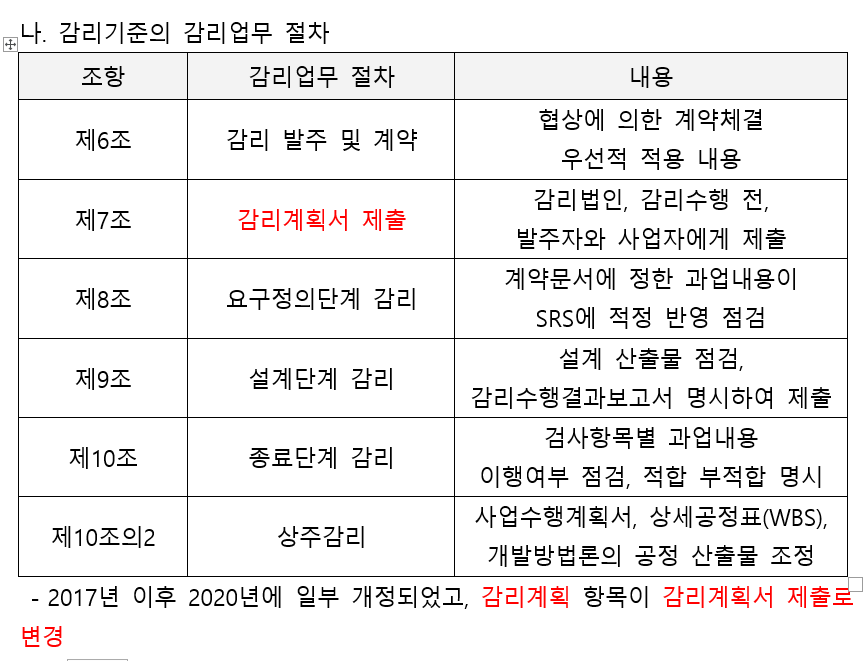 나. 감리기준의 감리업무 절차
조항 감리업무 절차 내용
제6조 감리 발주 및 계약 협상에 의한 계약체결
우선적 적용 내용
제7조 감리계획서 제출 감리법인, 감리수행 전,
발주자와 사업자에게 제출
제8조 요구정의단계 감리 계약문서에 정한 과업내용이
SRS에 적정 반영 점검
제9조 설계단계 감리 설계 산출물 점검,
감리수행결과보고서 명시하여 제출
제10조 종료단계 감리 검사항목별 과업내용
이행여부 점검, 적합 부적합 명시
제10조의2 상주감리 사업수행계획서, 상세공정표(WBS),
개발방법론의 공정 산출물 조정
- 2017년 이후 2020년에 일부 개정되었고, 감리계획 항목이 감리계획서 제출로
변경